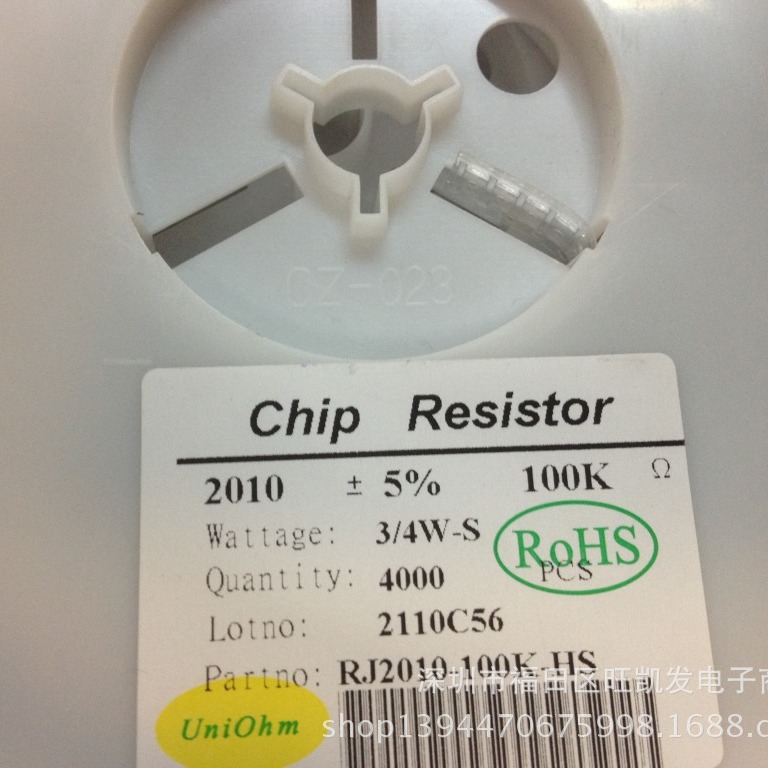 CZ-023
Chip Resistor
2010 ± 5% 100K Ω
Wattage: 3/4W-S
RoHS
Quantity: 4000 PCS
Lotno: 2110C56
Partno: RJ2010-100K-HS
深圳市福田区旺凯发电子商
UniOhm
shop1394470675998.1688.c